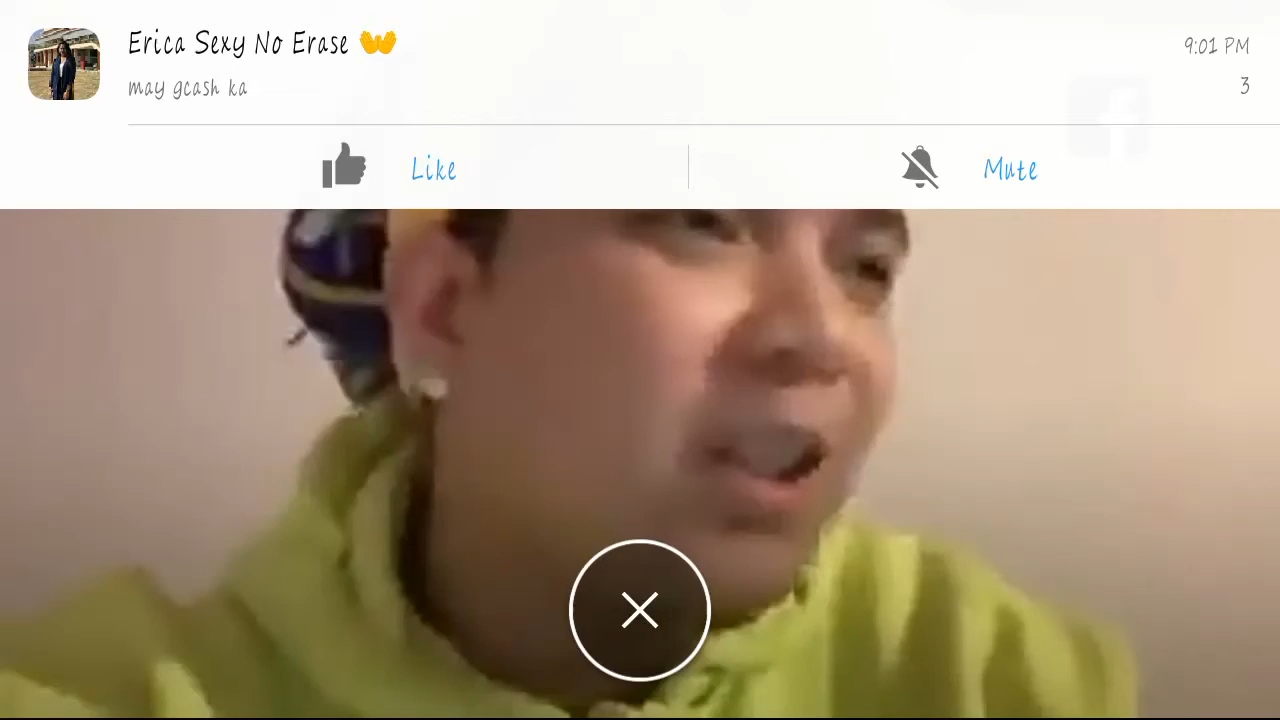 Erica Sexy No Erase 👐
9:01 PM
may gcash ka
3
Like
Mute